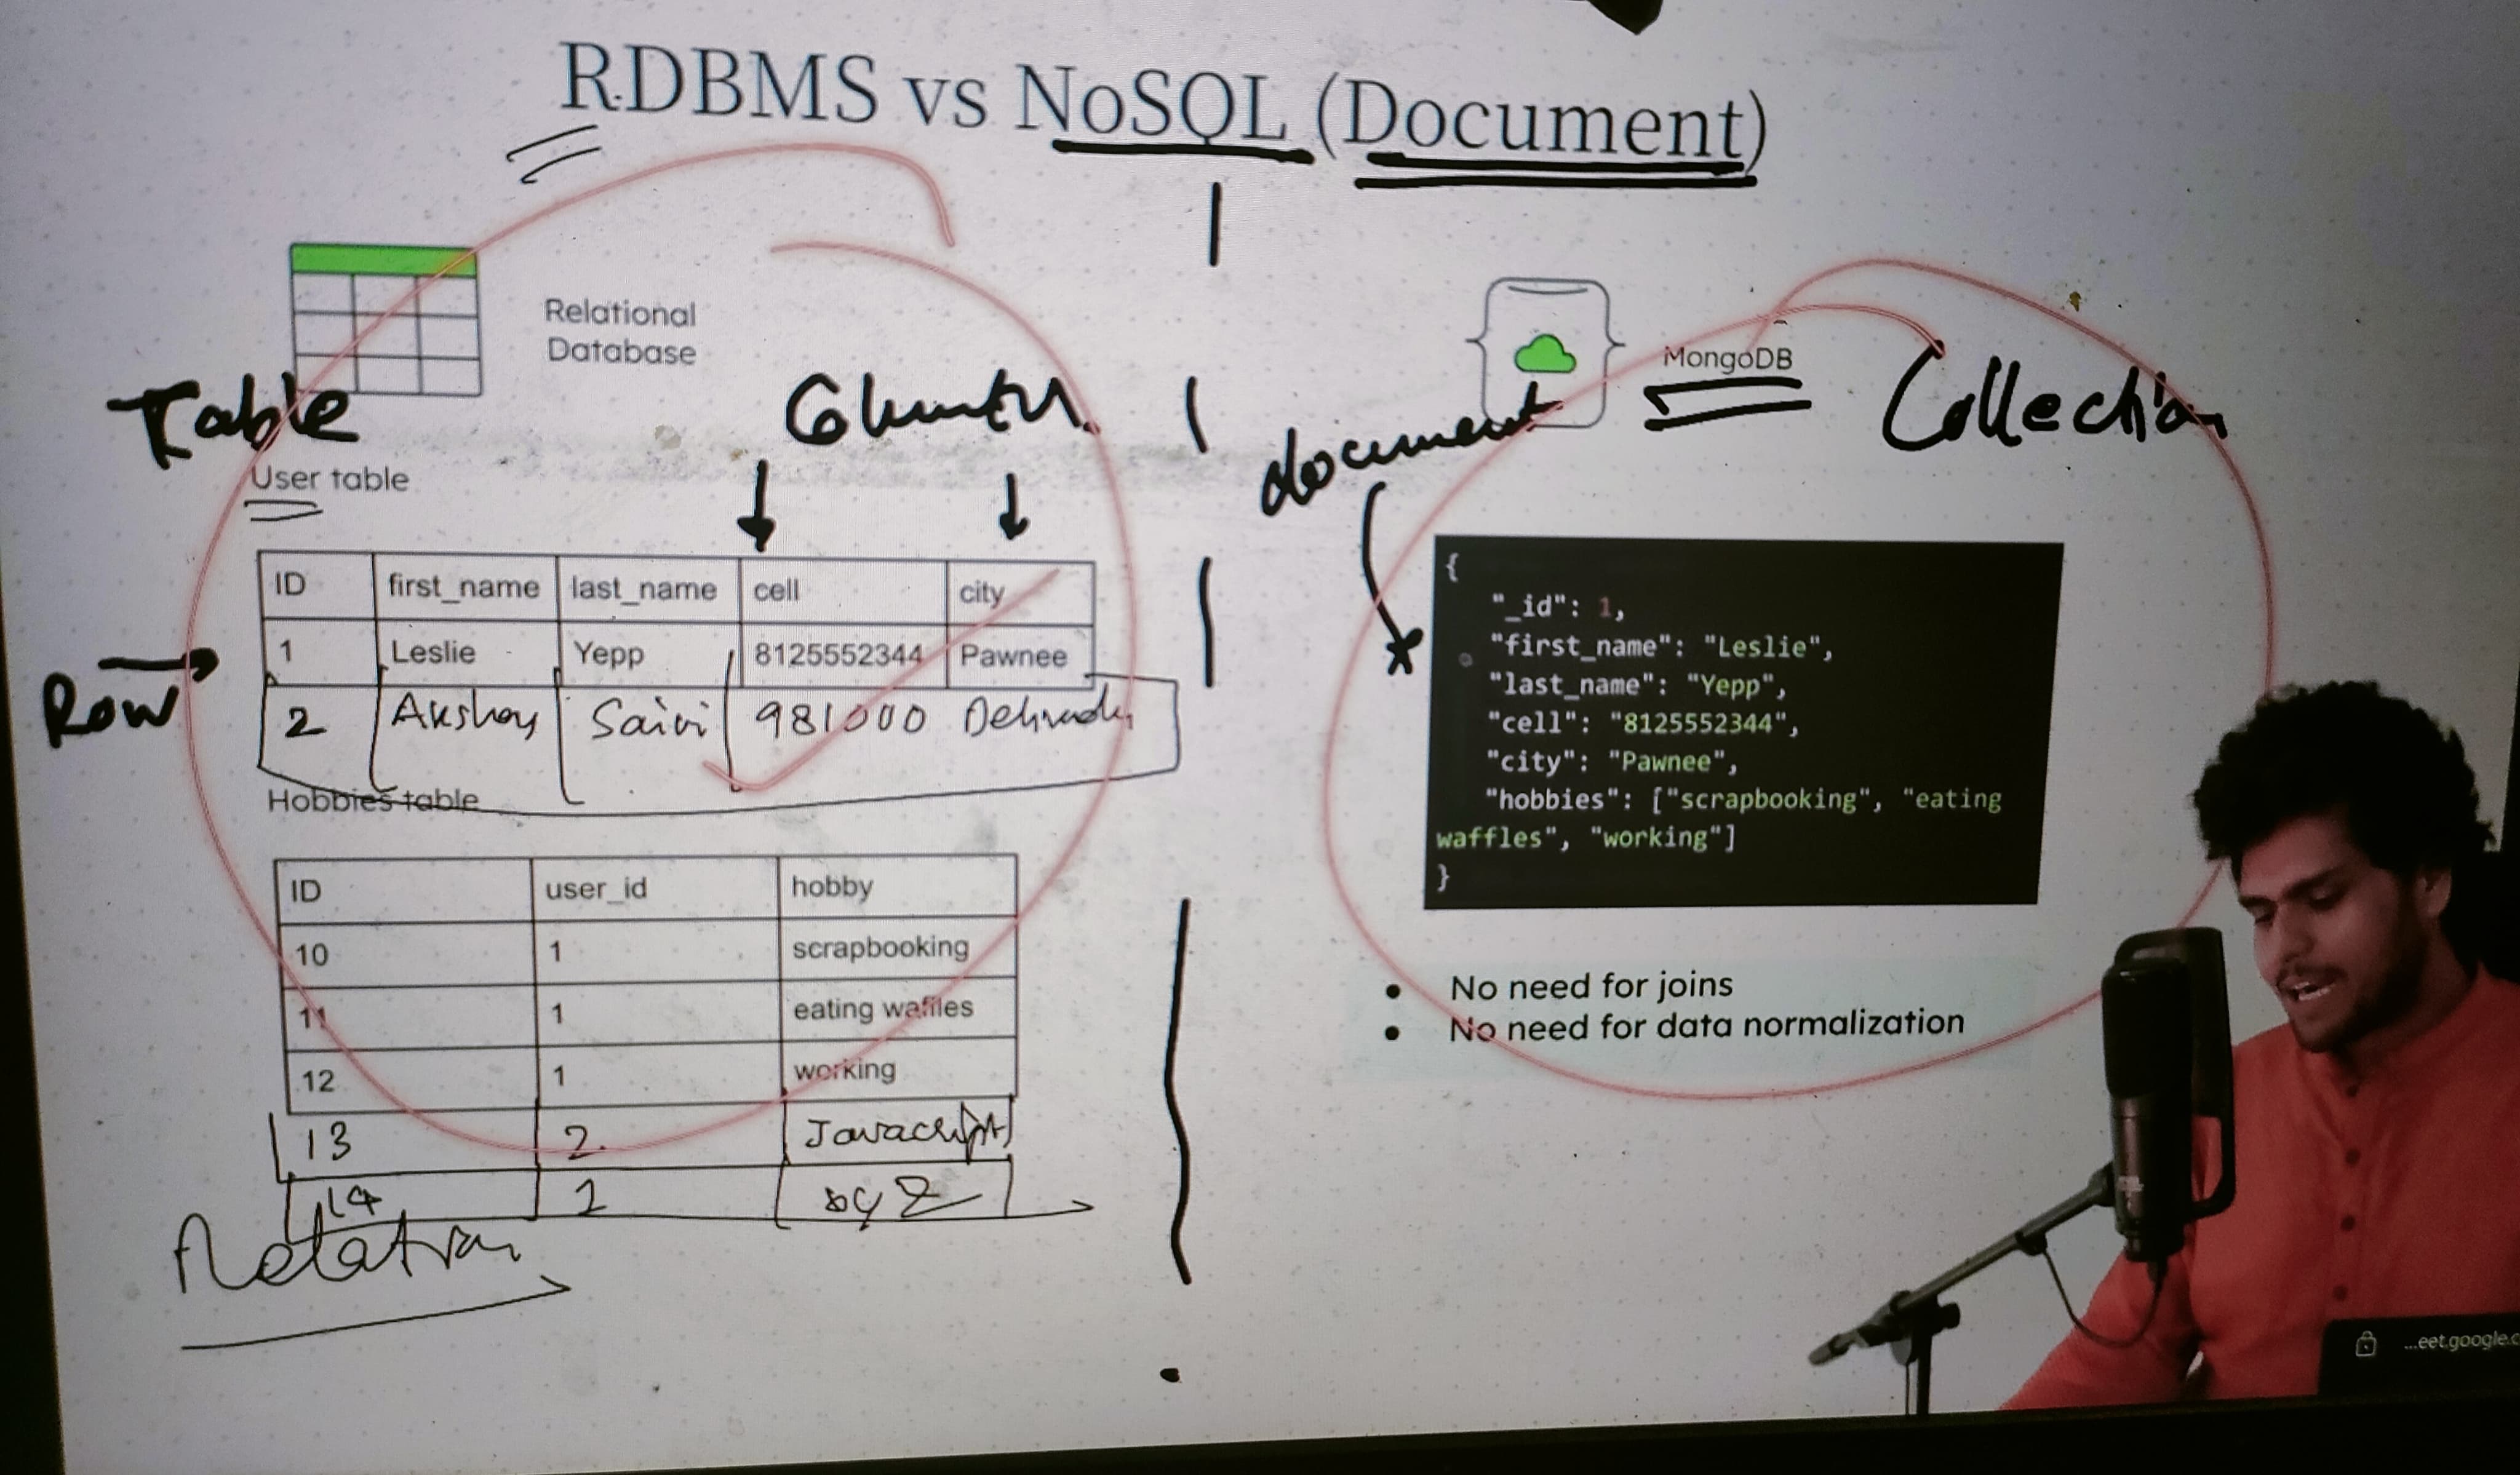 RDBMS vs NoSQL (Document)
Relational
Database
Table
Column
User table
ID first_name last_name cell city
1 Leslie Yepp 8125552344 Pawnee
Row
2 Akshay Saini 981000
Hobbies table
ID user_id hobby
10 1 scrapbooking
11 1 eating waffles
12 1 working
13 2 Javascript
14 2
Relation
MongoDB
document
Collection
{
"_id": 1,
"first_name": "Leslie",
"last_name": "Yepp",
"cell": "8125552344",
"city": "Pawnee",
"hobbies": ["scrapbooking", "eating
waffles", "working"]
}
● No need for joins
● No need for data normalization
...eet.google.c